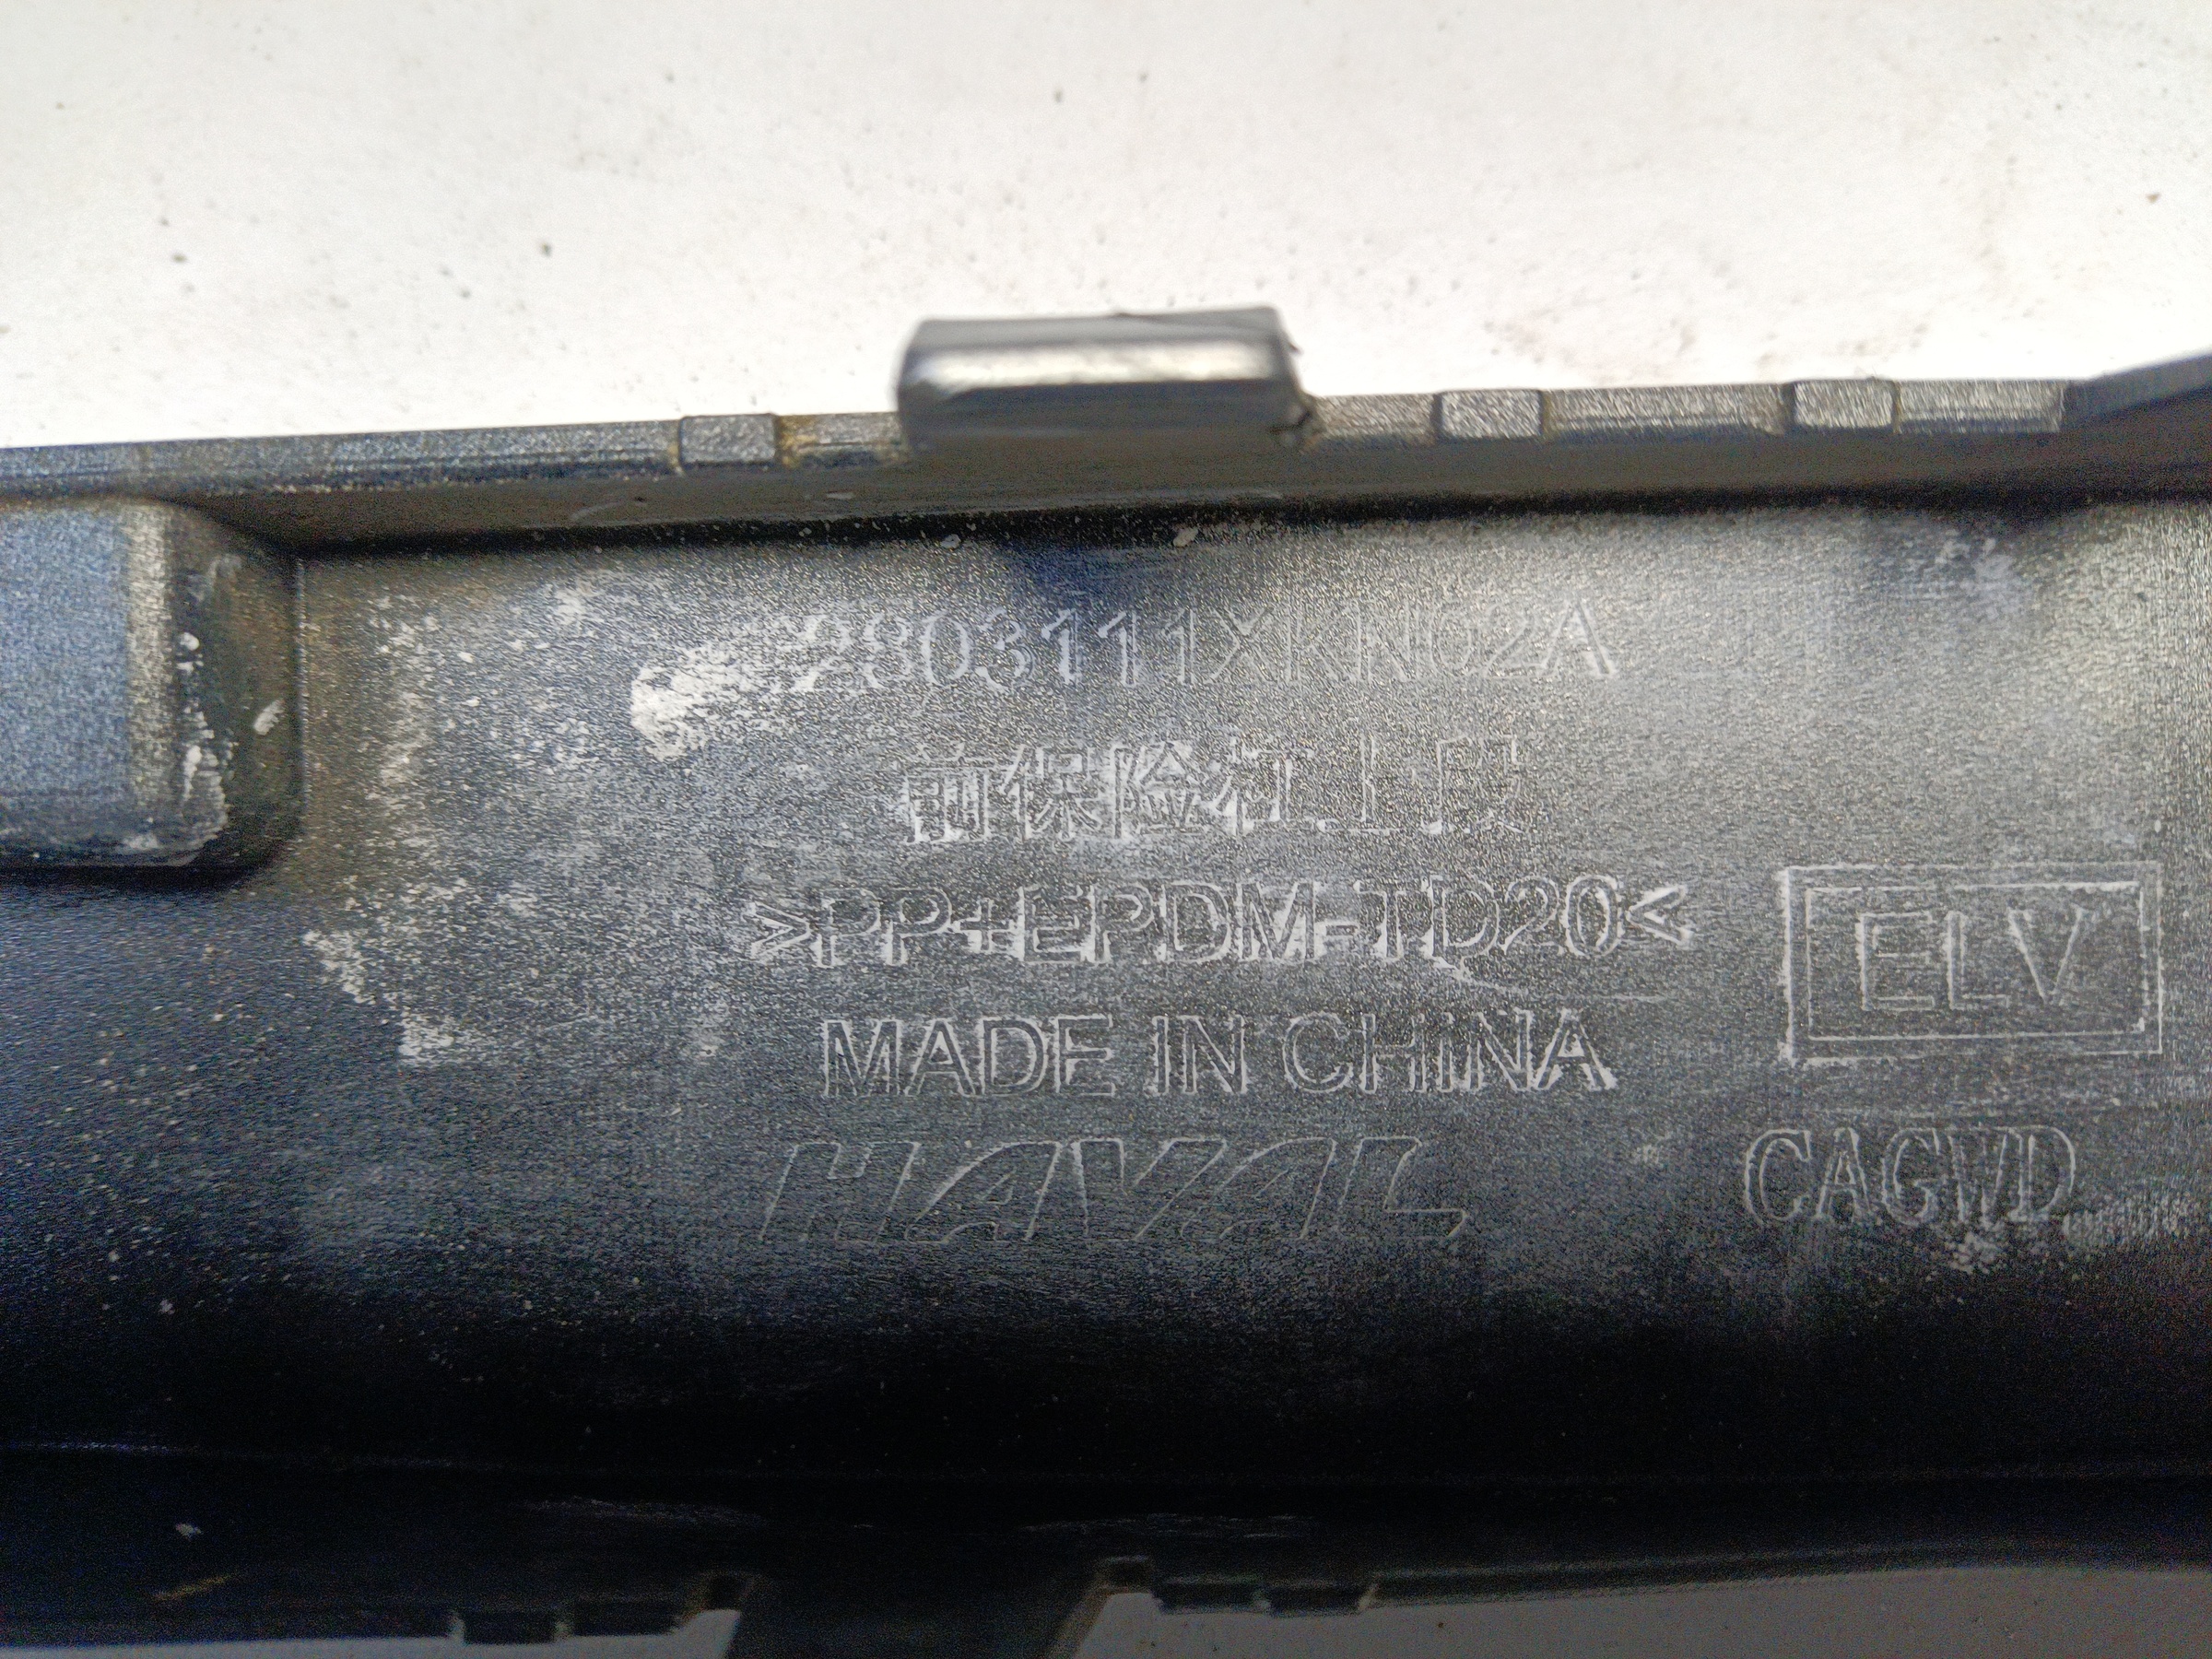 2803111XKN02A
前保险杠上段
>PP+EPDM-TD20<
MADE IN CHINA
ELV
HAVAL
CAGWD